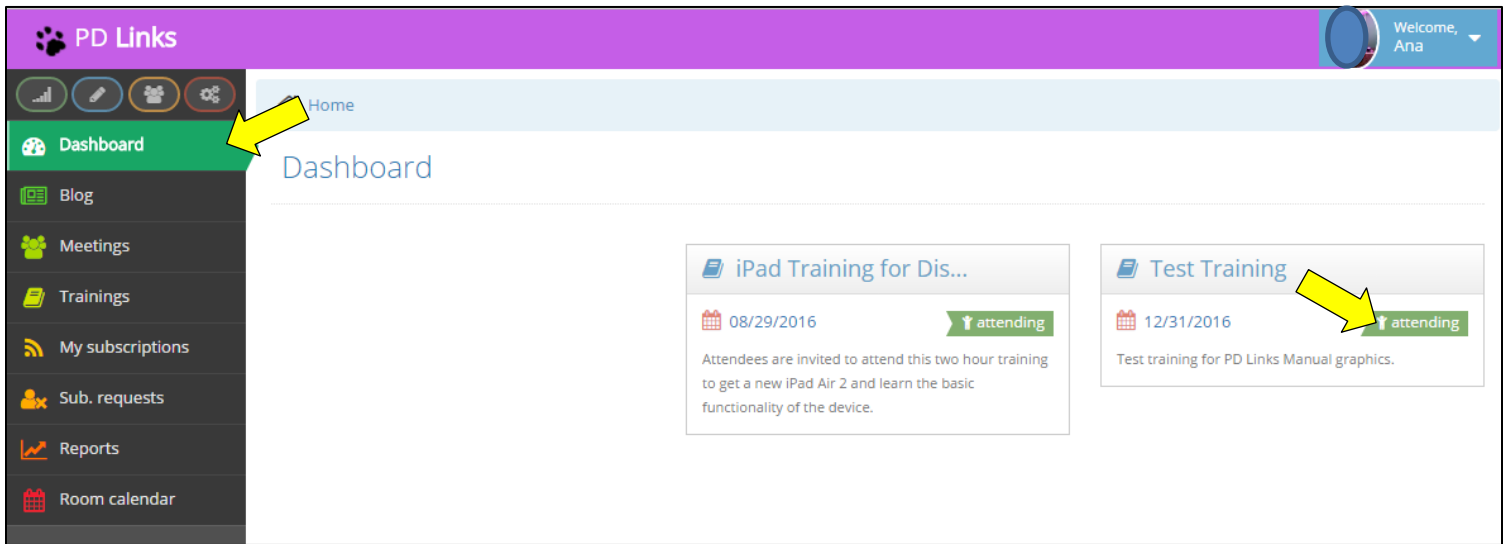 PD Links
Welcome,
Ana
Home
Dashboard
Blog
Meetings
Trainings
My subscriptions
Sub. requests
Reports
Room calendar
Dashboard
iPad Training for Dis...
08/29/2016
attending
Attendees are invited to attend this two hour training
to get a new iPad Air 2 and learn the basic
functionality of the device.
Test Training
12/31/2016
attending
Test training for PD Links Manual graphics.